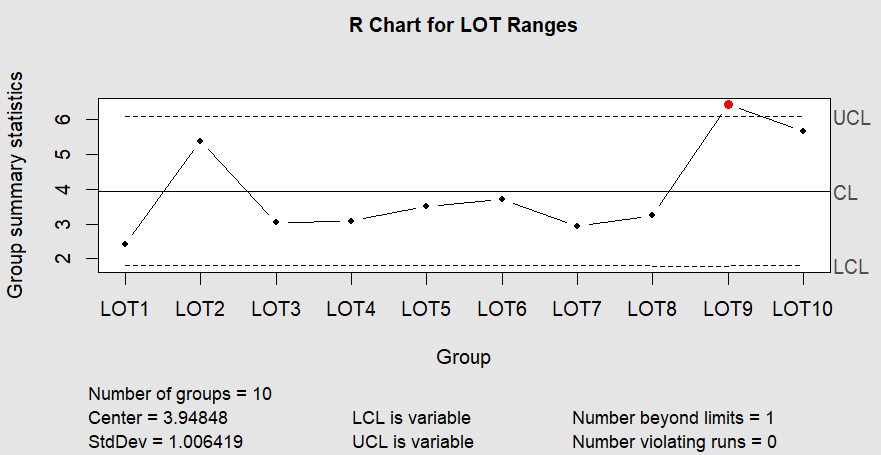 R Chart for LOT Ranges
Group summary statistics
6
5
4
3
2
UCL
CL
LCL
LOT1 LOT2 LOT3 LOT4 LOT5 LOT6 LOT7 LOT8 LOT9 LOT10
Group
Number of groups = 10
Center = 3.94848 LCL is variable Number beyond limits = 1
StdDev = 1.006419 UCL is variable Number violating runs = 0